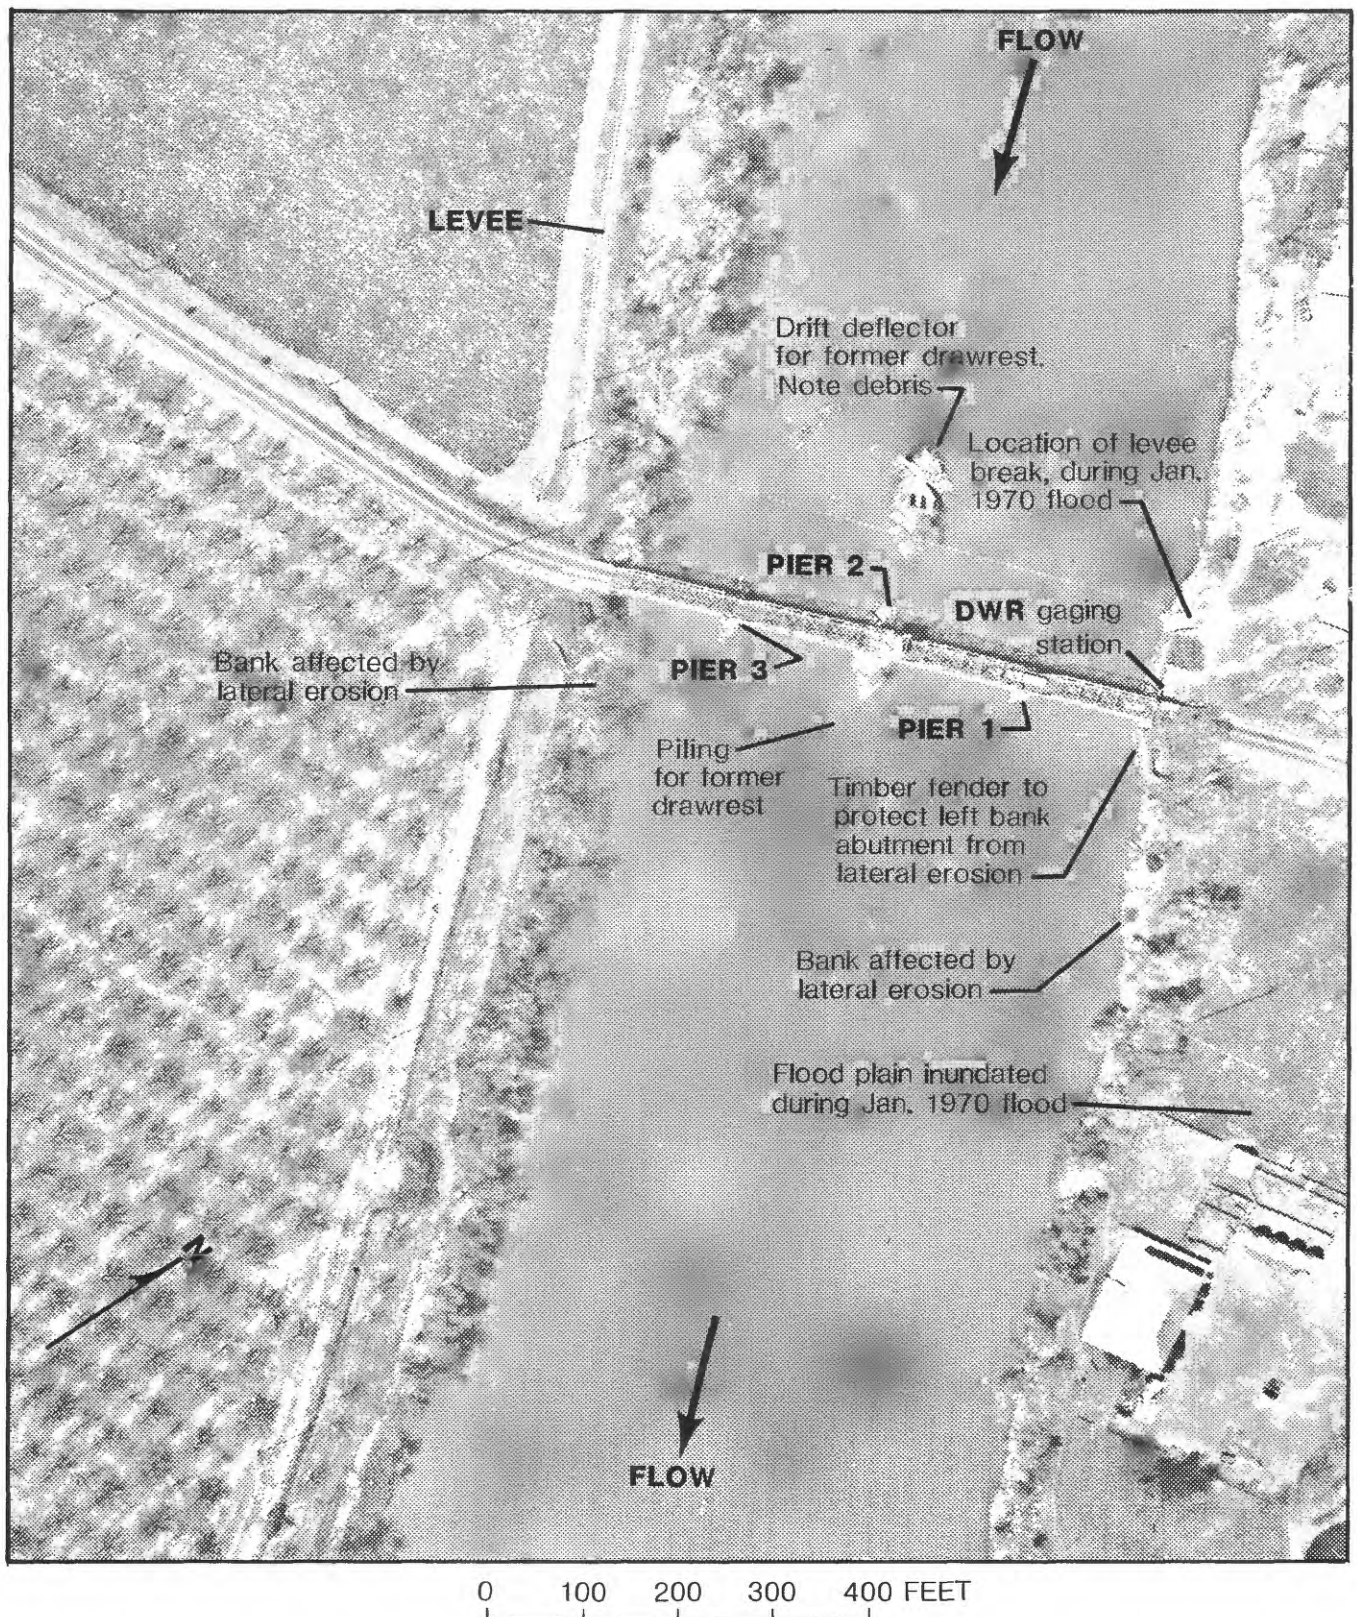 FLOW
LEVEE
Drift deflector
for former drawrest.
Note debris
Location of levee
break, during Jan.
1970 flood
PIER 2
DWR gaging
station
Bank affected by
lateral erosion
PIER 3
PIER 1
Piling
for former
drawrest
Timber fender to
protect left bank
abutment from
lateral erosion
Bank affected by
lateral erosion
Flood plain inundated
during Jan. 1970 flood
N
FLOW
0 100 200 300 400 FEET